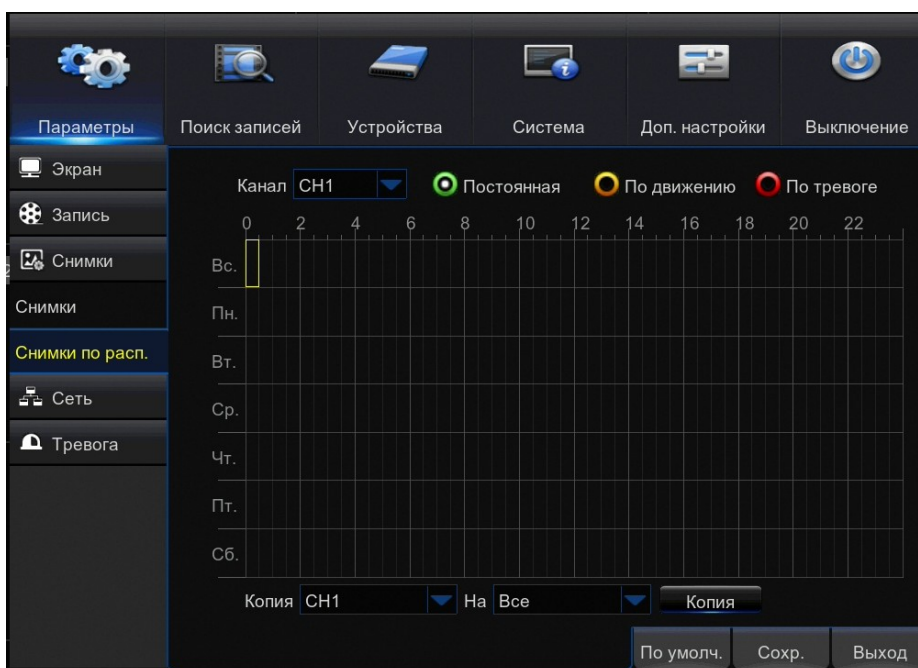 Параметры Поиск записей Устройства Система Доп. настройки Выключение
Экран
Запись
Снимки
Снимки
Снимки по расп.
Сеть
Тревога
Канал CH1 Постоянная По движению По тревоге
0 2 4 6 8 10 12 14 16 18 20 22
Вс.
Пн.
Вт.
Ср.
Чт.
Пт.
Сб.
Копия CH1 На Все Копия
По умолч. Сохр. Выход